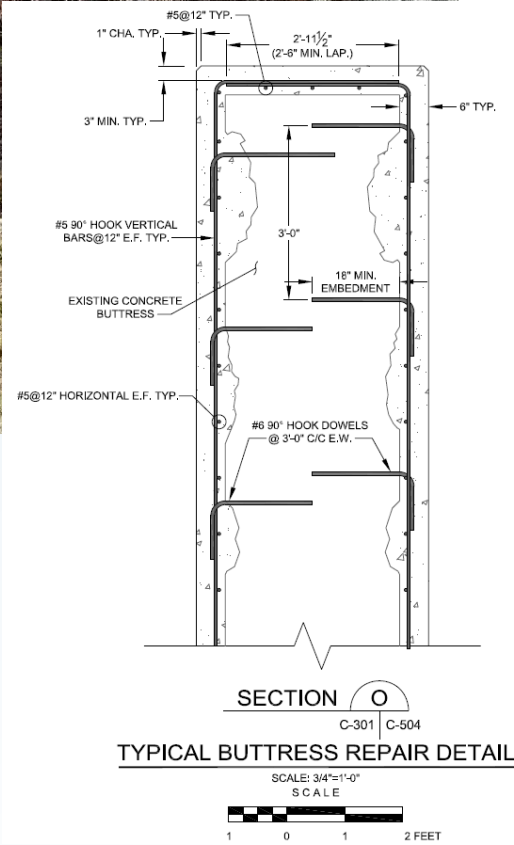 #5@12" TYP.
1" CHA. TYP.
2'-11½"
(2'-6" MIN. LAP.)
3" MIN. TYP.
6" TYP.
#5 90° HOOK VERTICAL
BARS@12" E.F. TYP.
3'-0"
18" MIN.
EMBEDMENT
EXISTING CONCRETE
BUTTRESS
#5@12" HORIZONTAL E.F. TYP.
#6 90° HOOK DOWELS
@ 3'-0" C/C E.W.
SECTION O
C-301 C-504
TYPICAL BUTTRESS REPAIR DETAIL
SCALE: 3/4"=1'-0"
SCALE
1 0 1 2 FEET